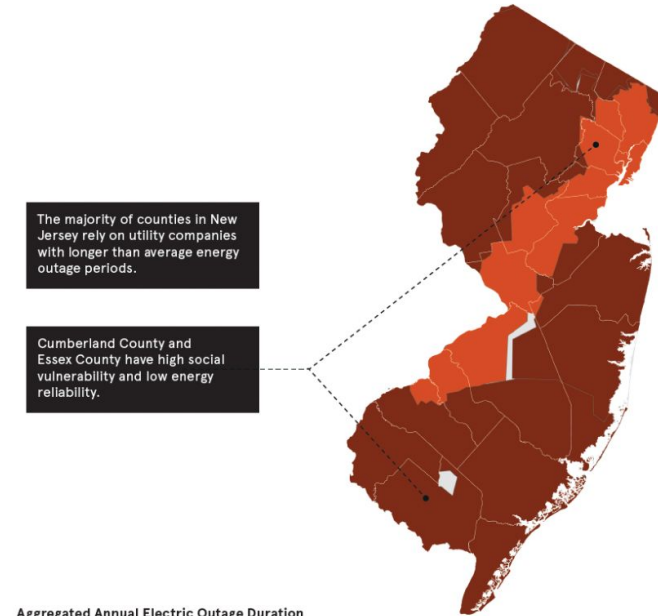 The majority of counties in New
Jersey rely on utility companies
with longer than average energy
outage periods.
Cumberland County and
Essex County have high social
vulnerability and low energy
reliability.
Aggregated Annual Electric Outage Duration